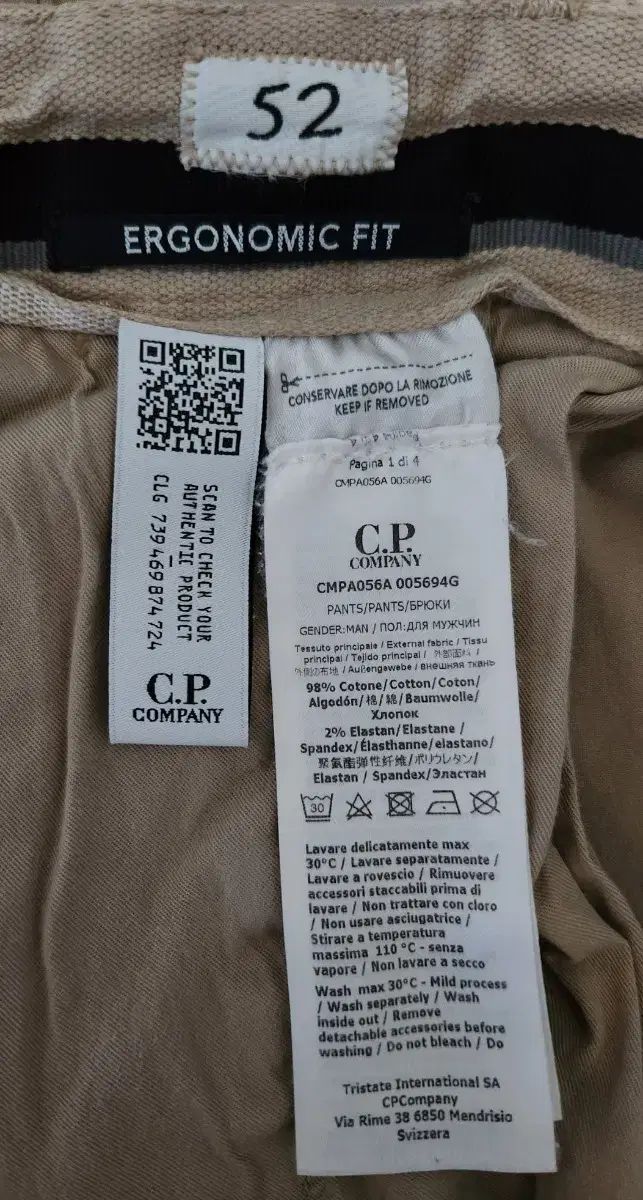 52
ERGONOMIC FIT
SCAN TO CHECK YOUR
AUTHENTIC PRODUCT
CLG 739469874724
C.P.
COMPANY
CONSERVARE DOPO LA RIMOZIONE
KEEP IF REMOVED
Pagina 1 di 4
CMPA056A 005694G
C.P.
COMPANY
CMPA056A 005694G
PANTS/PANTS/БРЮКИ
GENDER:MAN / ПОЛ:ДЛЯ МУЖЧИН
Tessuto principale / External fabric / Tissu
principal / Tejido principal / 外部面料 /
外側の布地 / Außengewebe / внешняя ткань
98% Cotone/Cotton/Coton/
Algodón/棉/綿/Baumwolle/
Хлопок
2% Elastan/Elastane /
Spandex/Élasthanne/elastano/
聚氨酯弹性纤维/ポリウレタン/
Elastan / Spandex/Эластан
30
Lavare delicatamente max
30°C / Lavare separatamente /
Lavare a rovescio / Rimuovere
accessori staccabili prima di
lavare / Non trattare con cloro
/ Non usare asciugatrice /
Stirare a temperatura
massima 110 °C - senza
vapore / Non lavare a secco
Wash max 30°C - Mild process
/ Wash separately / Wash
inside out / Remove
detachable accessories before
washing / Do not bleach / Do
Tristate International SA
CPCompany
Via Rime 38 6850 Mendrisio
Svizzera